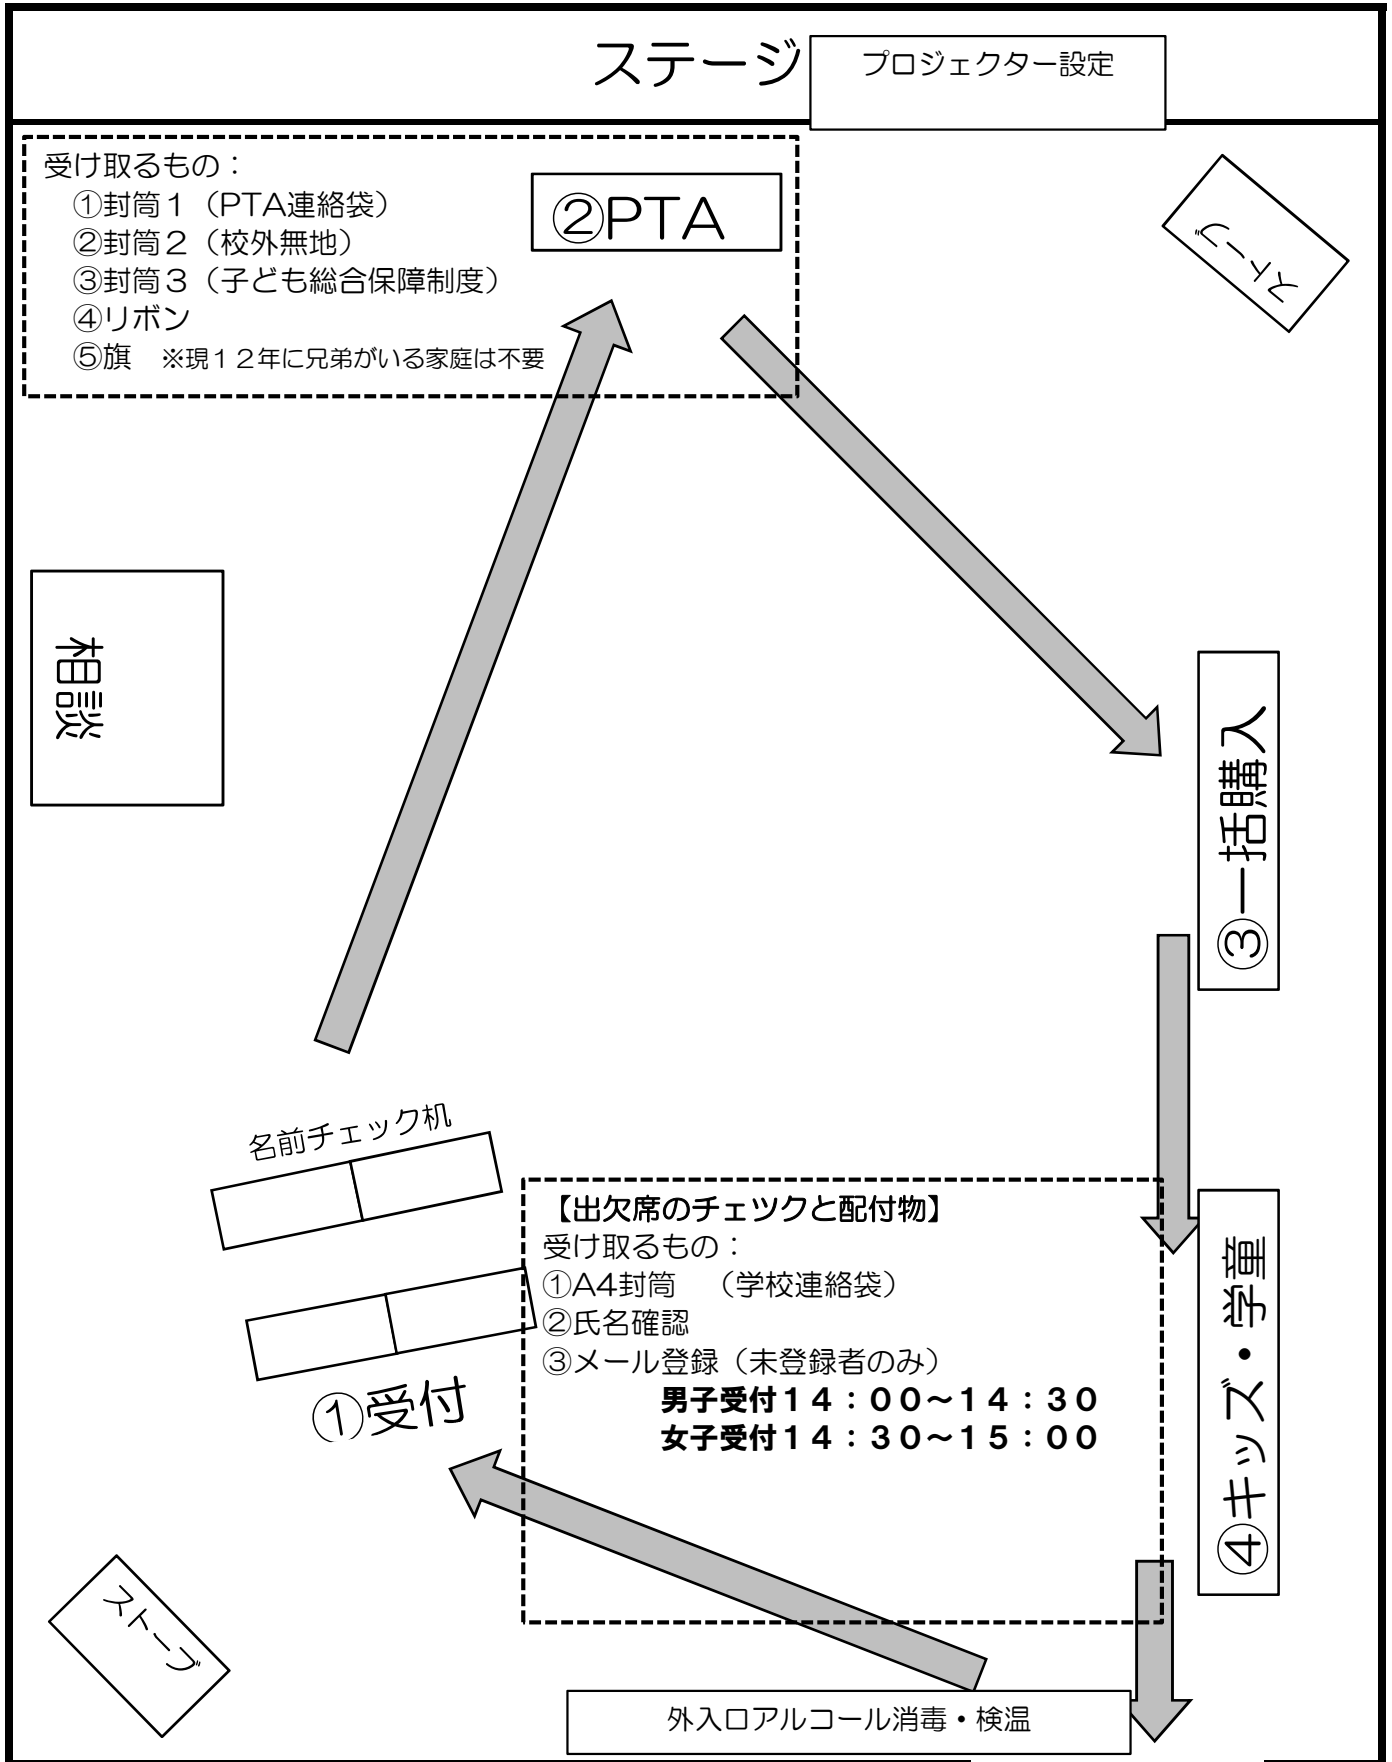 ステージ
プロジェクター設定
受け取るもの：
①封筒１（PTA連絡袋）
②封筒２（校外無地）
③封筒３（子ども総合保障制度）
④リボン
⑤旗　※現１２年に兄弟がいる家庭は不要
②PTA
ストーブ
相談
③一括購入
名前チェック机
【出欠席のチェツクと配付物】
受け取るもの：
①A4封筒　（学校連絡袋）
②氏名確認
③メール登録（未登録者のみ）
男子受付１４：００～１４：３０
女子受付１４：３０～１５：００
①受付
④キッズ・学童
ストーブ
外入口アルコール消毒・検温